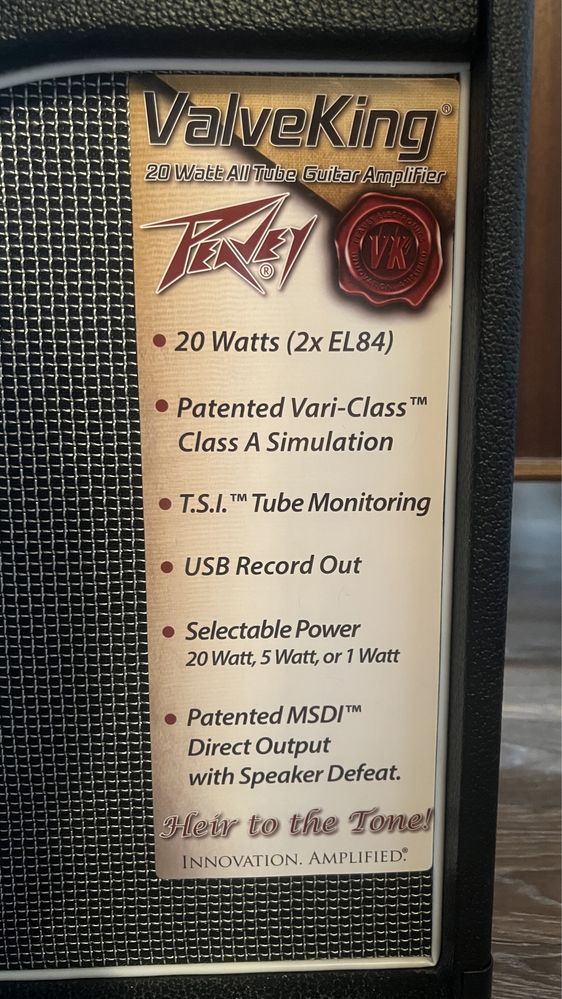 ValveKing®
20 Watt All Tube Guitar Amplifier
PEAVEY®
VK
• 20 Watts (2x EL84)
• Patented Vari-Class™
Class A Simulation
• T.S.I.™ Tube Monitoring
• USB Record Out
• Selectable Power
20 Watt, 5 Watt, or 1 Watt
• Patented MSDI™
Direct Output
with Speaker Defeat.
Heir to the Tone!
INNOVATION. AMPLIFIED.®